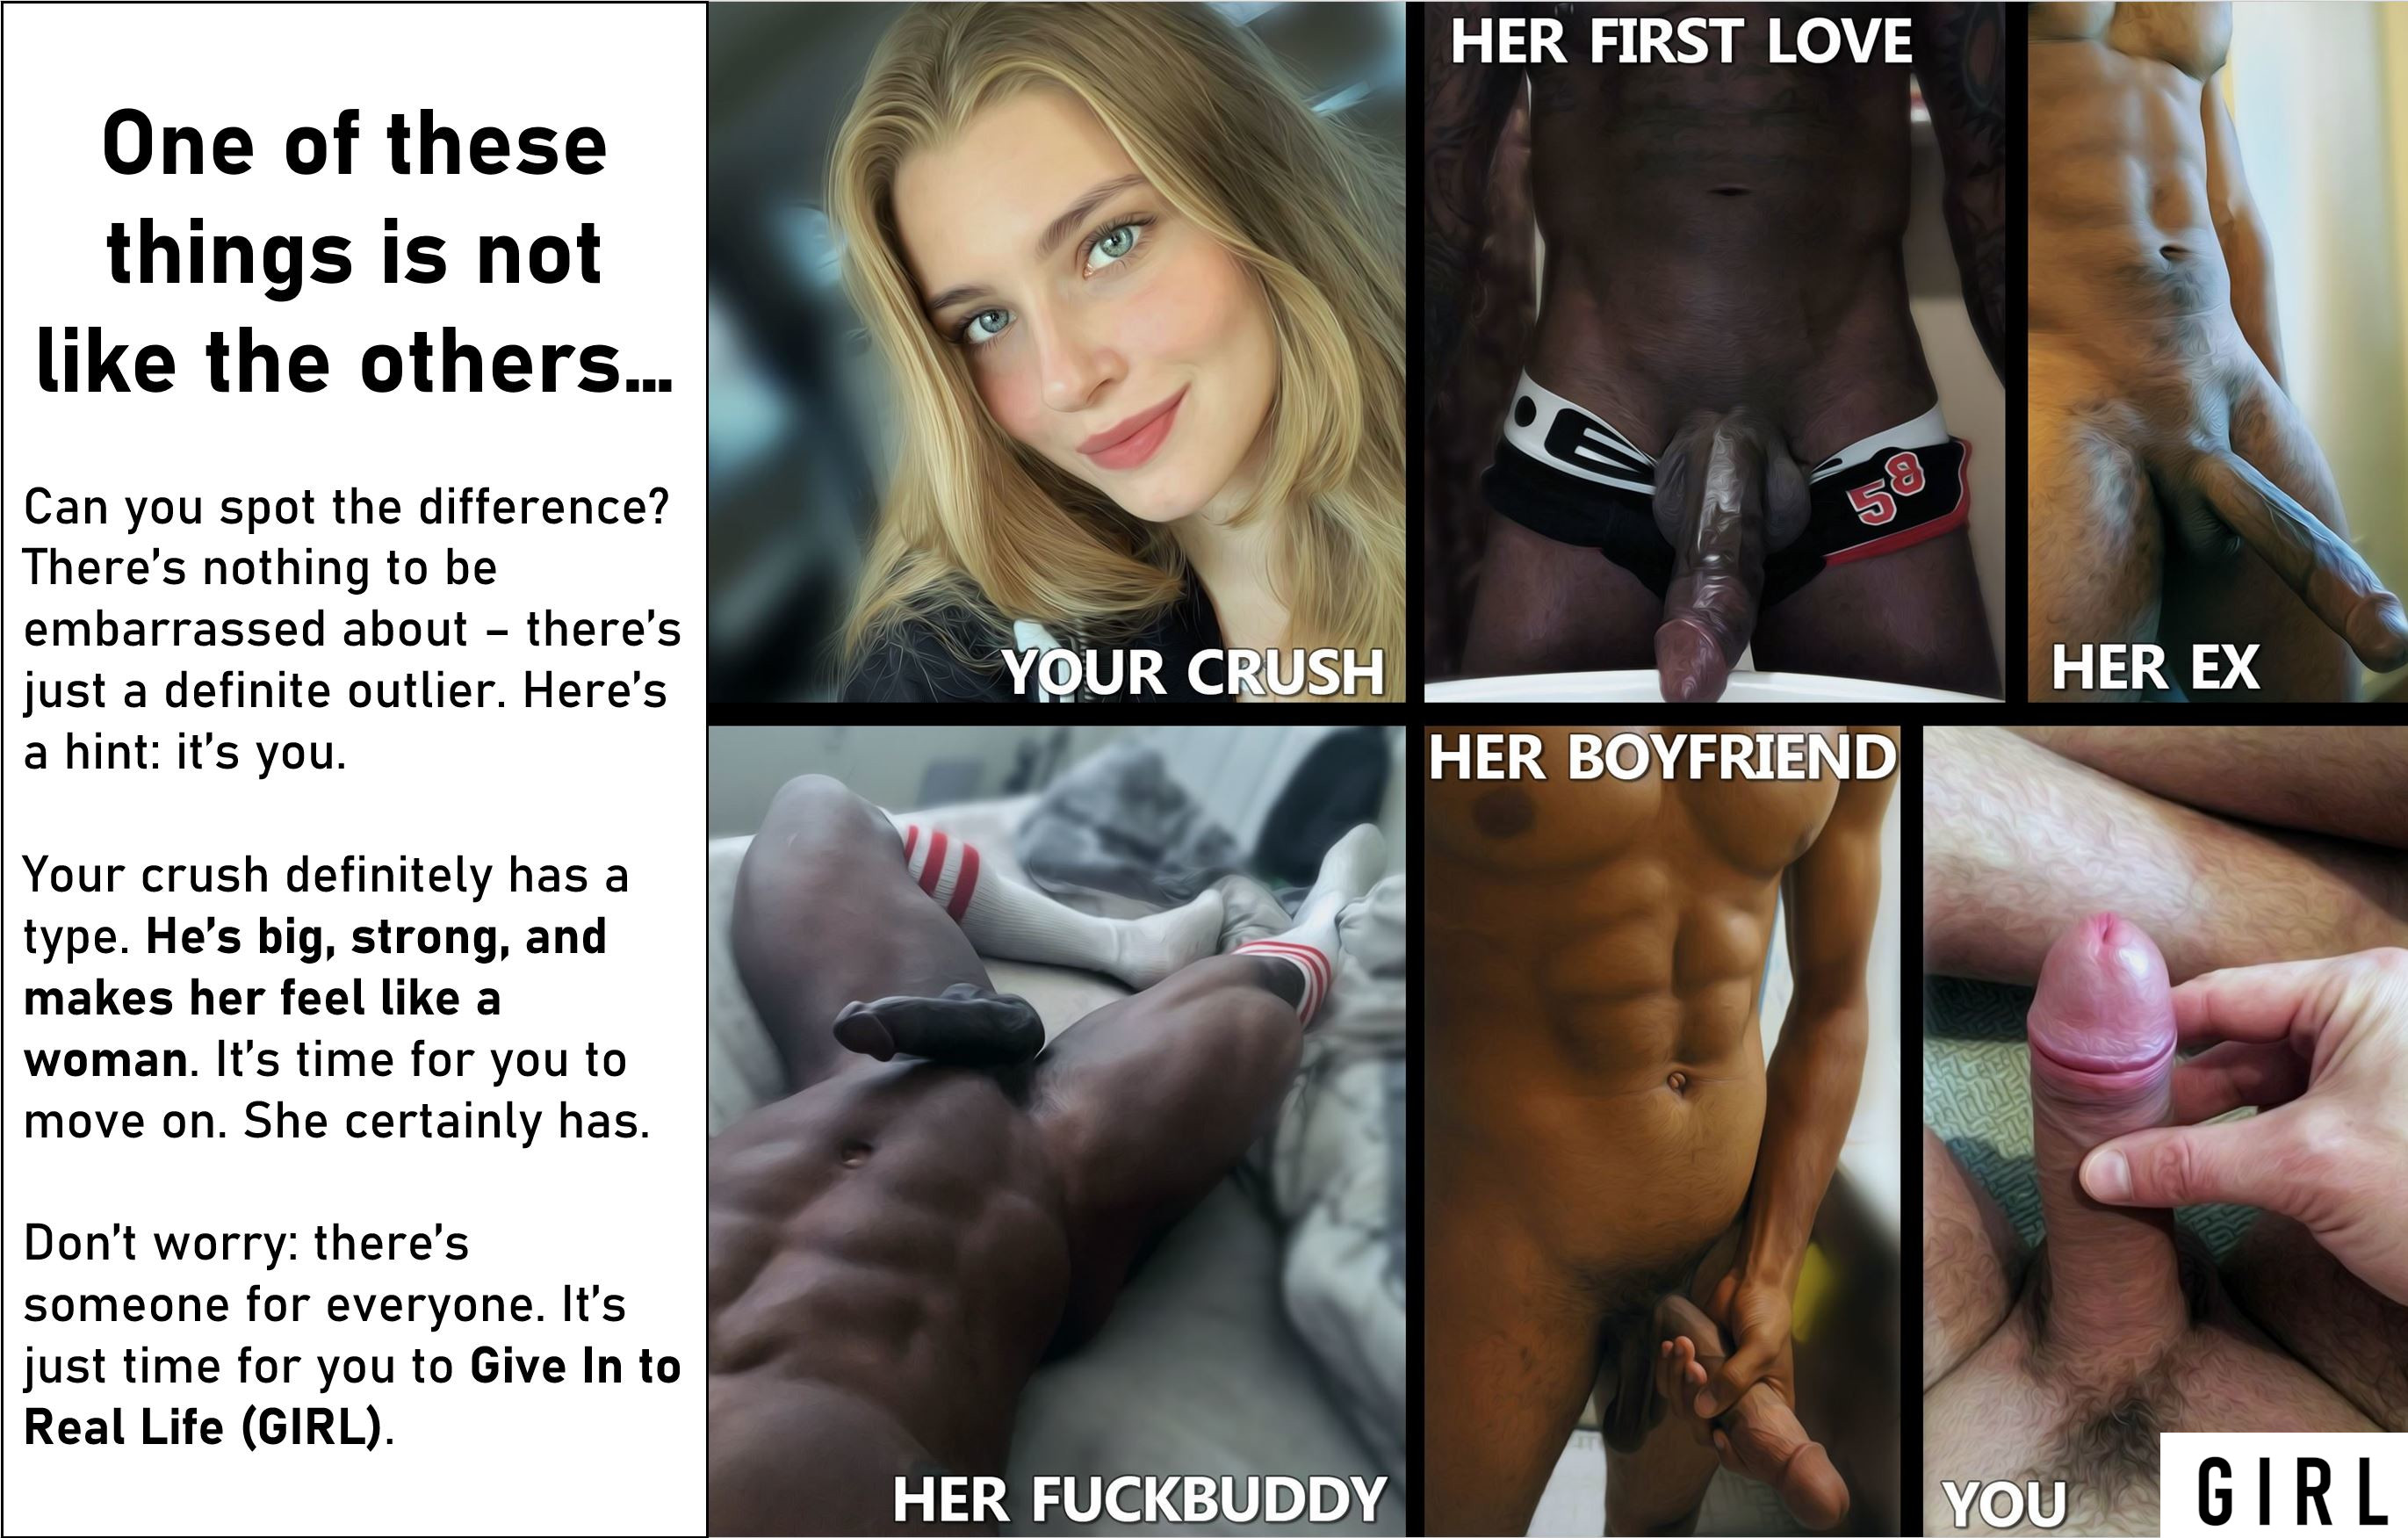 One of these
things is not
like the others...
Can you spot the difference?
There's nothing to be
embarrassed about – there's
just a definite outlier. Here's
a hint: it's you.
Your crush definitely has a
type. He's big, strong, and
makes her feel like a
woman. It's time for you to
move on. She certainly has.
Don't worry: there's
someone for everyone. It's
just time for you to Give In to
Real Life (GIRL).
YOUR CRUSH
HER FIRST LOVE
58
HER EX
HER FUCKBUDDY
HER BOYFRIEND
YOU
GIRL